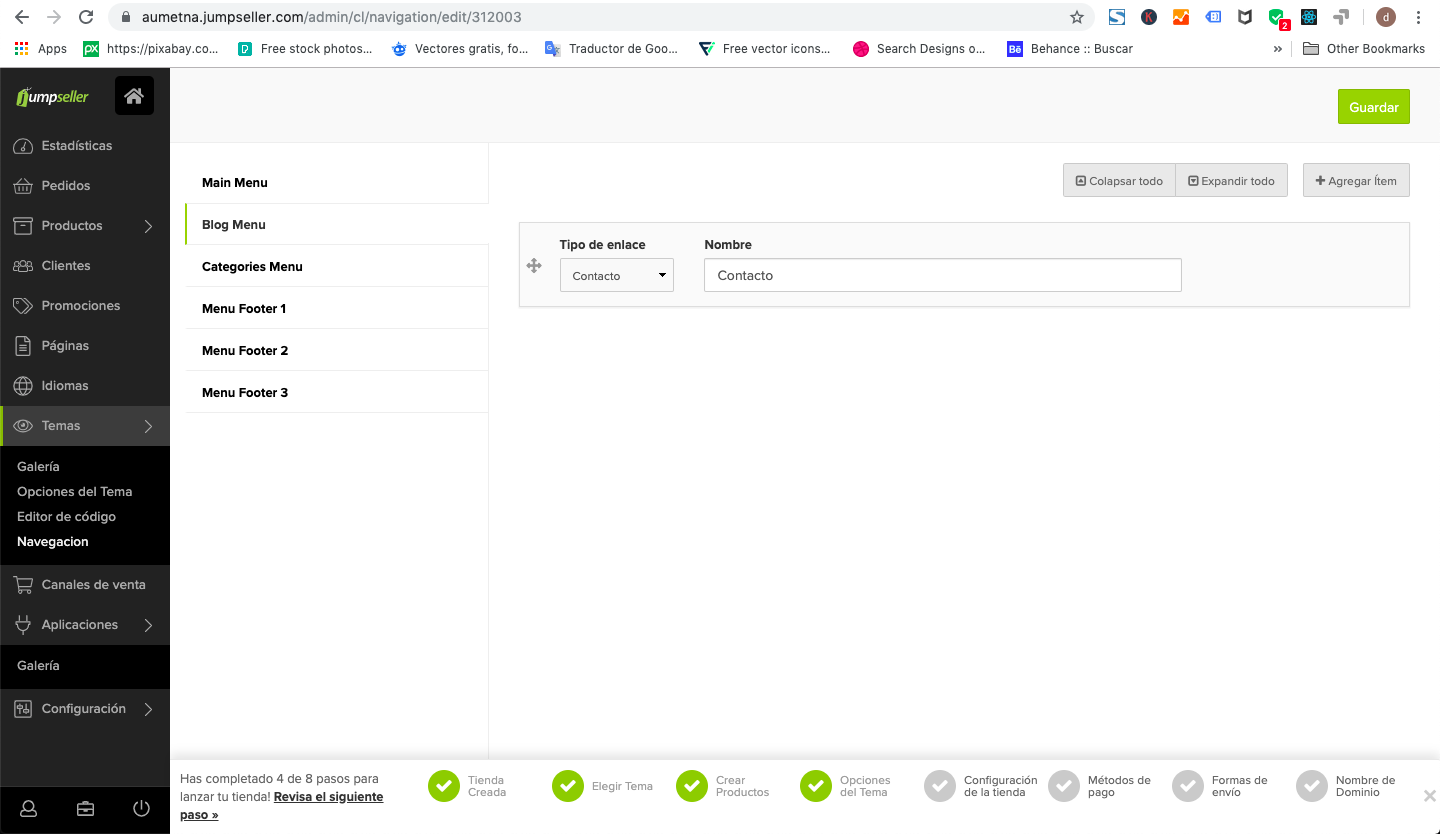 aumetna.jumpseller.com/admin/cl/navigation/edit/312003
K
2
d
Apps
px
https://pixabay.co...
Free stock photos...
Vectores gratis, fo...
Traductor de Goo...
Free vector icons...
Search Designs o...
Bē
Behance :: Buscar
»
Other Bookmarks
jumpseller
Guardar
Estadísticas
Pedidos
Productos
Clientes
Promociones
Páginas
Idiomas
Temas
Galería
Opciones del Tema
Editor de código
Navegacion
Canales de venta
Aplicaciones
Galería
Configuración
Main Menu
Blog Menu
Categories Menu
Menu Footer 1
Menu Footer 2
Menu Footer 3
Colapsar todo
Expandir todo
Agregar Ítem
Tipo de enlace
Nombre
Contacto
Contacto
Has completado 4 de 8 pasos para
lanzar tu tienda! Revisa el siguiente
paso »
Tienda
Creada
Elegir Tema
Crear
Productos
Opciones
del Tema
Configuración
de la tienda
Métodos de
pago
Formas de
envío
Nombre de
Dominio